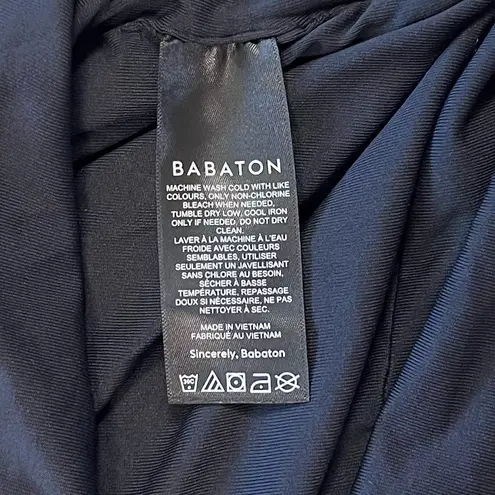 BABATON
MACHINE WASH COLD WITH LIKE
COLOURS, ONLY NON-CHLORINE
BLEACH WHEN NEEDED,
TUMBLE DRY LOW, COOL IRON
ONLY IF NEEDED. DO NOT DRY
CLEAN.
LAVER À LA MACHINE À L'EAU
FROIDE AVEC COULEURS
SEMBLABLES, UTILISER
SEULEMENT UN JAVELLISANT
SANS CHLORE AU BESOIN,
SÉCHER À BASSE
TEMPÉRATURE, REPASSAGE
DOUX SI NÉCESSAIRE. NE PAS
NETTOYER À SEC.
MADE IN VIETNAM
FABRIQUÉ AU VIETNAM
Sincerely, Babaton
30C